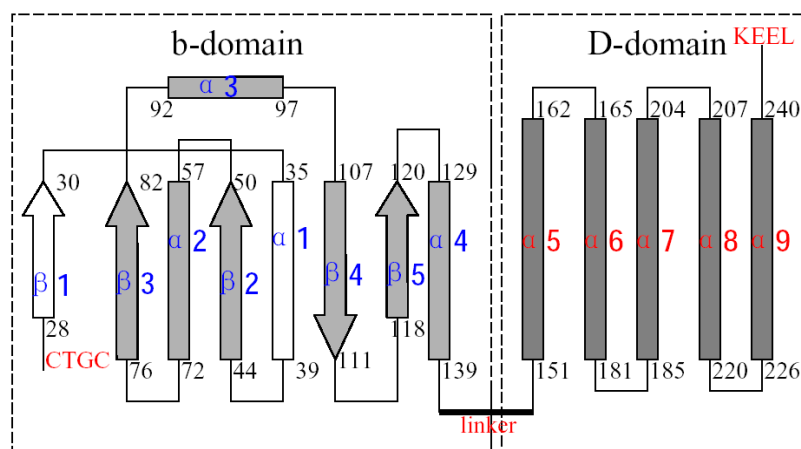 b-domain
D-domain
KEEL
92 α 3 97
162 165 204 207 240
30 82 57 50 35 107 120 129
β 1
β 3
α 2
β 2
α 1
β 4
β 5
α 4
α 5
α 6
α 7
α 8
α 9
28 118
CTGC 76 72 44 39 111 139
151 181 185 220 226
linker